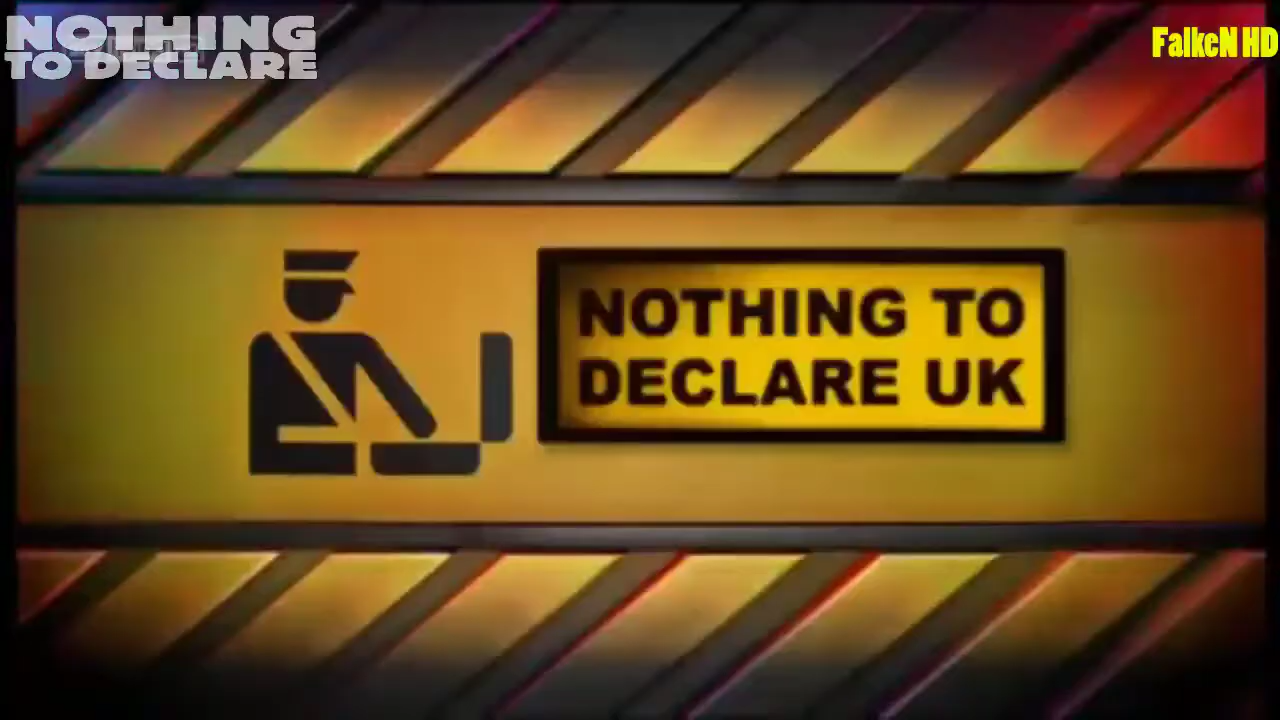 NOTHING
TO DECLARE
FalkeN HD
NOTHING TO
DECLARE UK